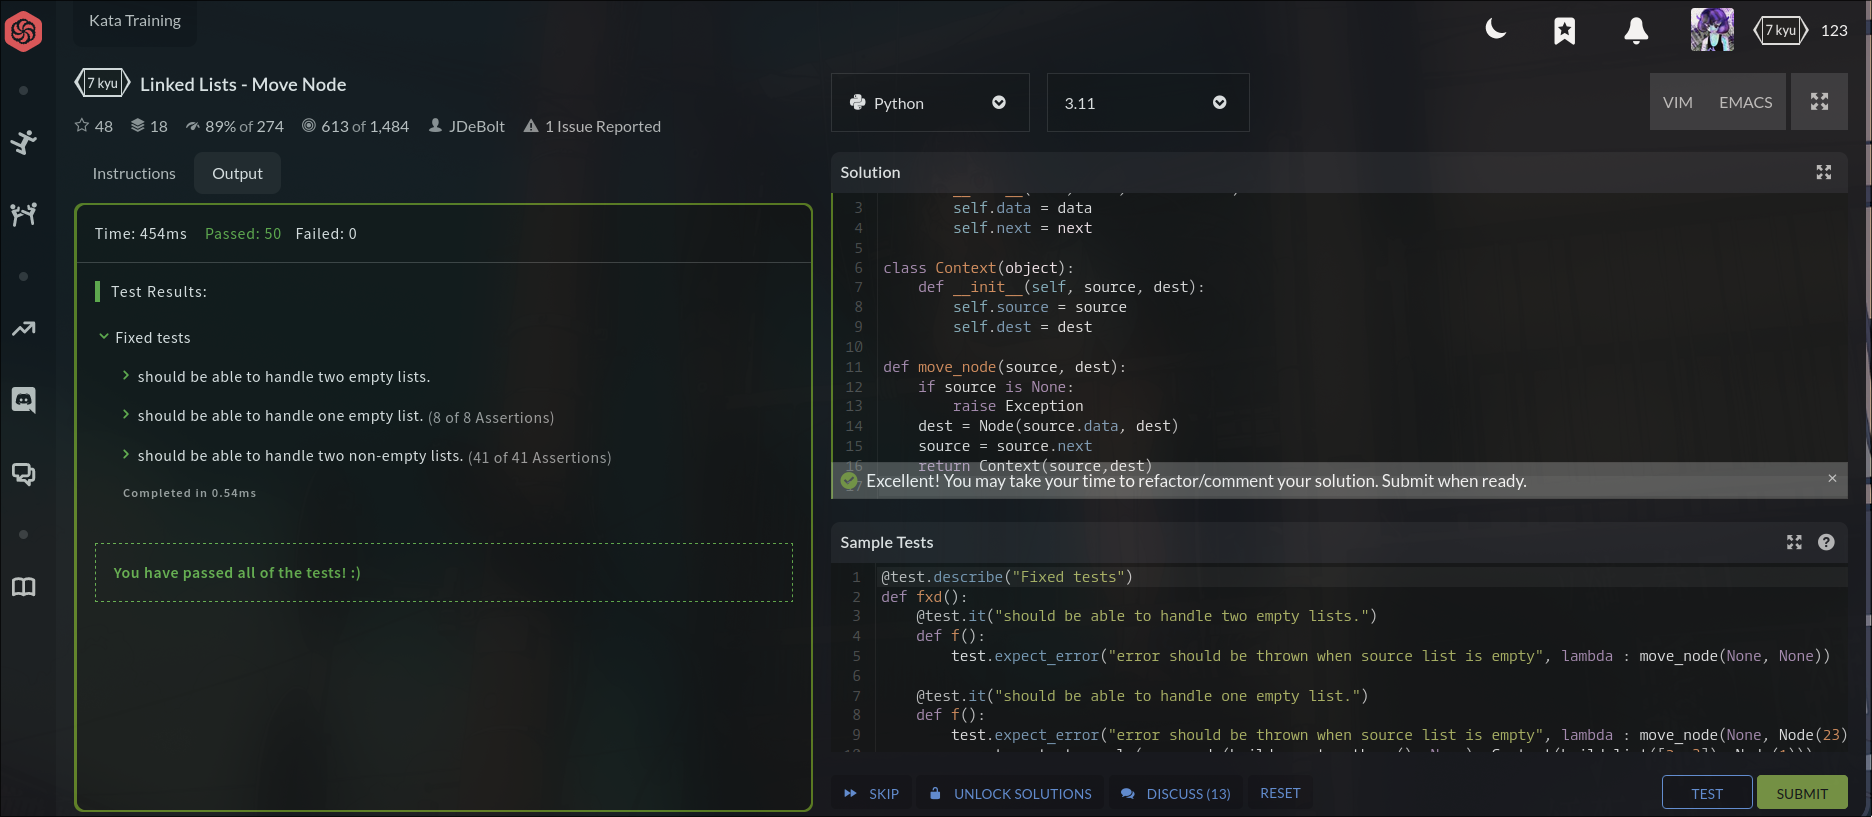 Kata Training
7 kyu 123
7 kyu Linked Lists - Move Node
48 18 89% of 274 613 of 1,484 JDeBolt 1 Issue Reported
Instructions Output
Time: 454ms Passed: 50 Failed: 0
Test Results:
Fixed tests
should be able to handle two empty lists.
should be able to handle one empty list. (8 of 8 Assertions)
should be able to handle two non-empty lists. (41 of 41 Assertions)
Completed in 0.54ms
You have passed all of the tests! :)
Python 3.11 VIM EMACS
Solution
3 self.data = data
4 self.next = next
5
6 class Context(object):
7 def __init__(self, source, dest):
8 self.source = source
9 self.dest = dest
10
11 def move_node(source, dest):
12 if source is None:
13 raise Exception
14 dest = Node(source.data, dest)
15 source = source.next
16 return Context(source,dest)
17
Excellent! You may take your time to refactor/comment your solution. Submit when ready.
Sample Tests
1 @test.describe("Fixed tests")
2 def fxd():
3 @test.it("should be able to handle two empty lists.")
4 def f():
5 test.expect_error("error should be thrown when source list is empty", lambda : move_node(None, None))
6
7 @test.it("should be able to handle one empty list.")
8 def f():
9 test.expect_error("error should be thrown when source list is empty", lambda : move_node(None, Node(23)
SKIP UNLOCK SOLUTIONS DISCUSS (13) RESET TEST SUBMIT